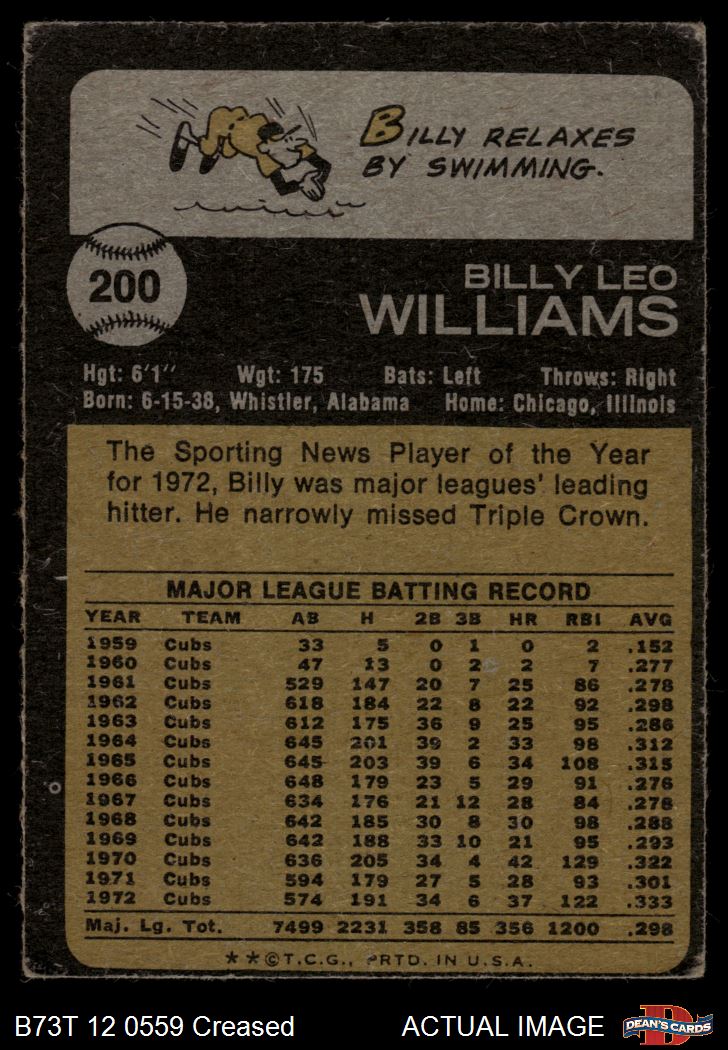 BILLY RELAXES
BY SWIMMING.
200
BILLY LEO
WILLIAMS
Hgt: 6'1" Wgt: 175 Bats: Left Throws: Right
Born: 6-15-38, Whistler, Alabama Home: Chicago, Illinois
The Sporting News Player of the Year
for 1972, Billy was major leagues' leading
hitter. He narrowly missed Triple Crown.
MAJOR LEAGUE BATTING RECORD
YEAR TEAM AB H 2B 3B HR RBI AVG
1959 Cubs 33 5 0 1 0 2 .152
1960 Cubs 47 13 0 2 2 7 .277
1961 Cubs 529 147 20 7 25 86 .278
1962 Cubs 618 184 22 8 22 92 .298
1963 Cubs 612 175 36 9 25 95 .286
1964 Cubs 645 201 39 2 33 98 .312
1965 Cubs 645 203 39 6 34 108 .315
1966 Cubs 648 179 23 5 29 91 .276
1967 Cubs 634 176 21 12 28 84 .278
1968 Cubs 642 185 30 8 30 98 .288
1969 Cubs 642 188 33 10 21 95 .293
1970 Cubs 636 205 34 4 42 129 .322
1971 Cubs 594 179 27 5 28 93 .301
1972 Cubs 574 191 34 6 37 122 .333
Maj. Lg. Tot. 7499 2231 358 85 356 1200 .298
**©T.C.G., PRTD. IN U.S.A.
B73T 12 0559 Creased ACTUAL IMAGE D DEAN'S CARDS